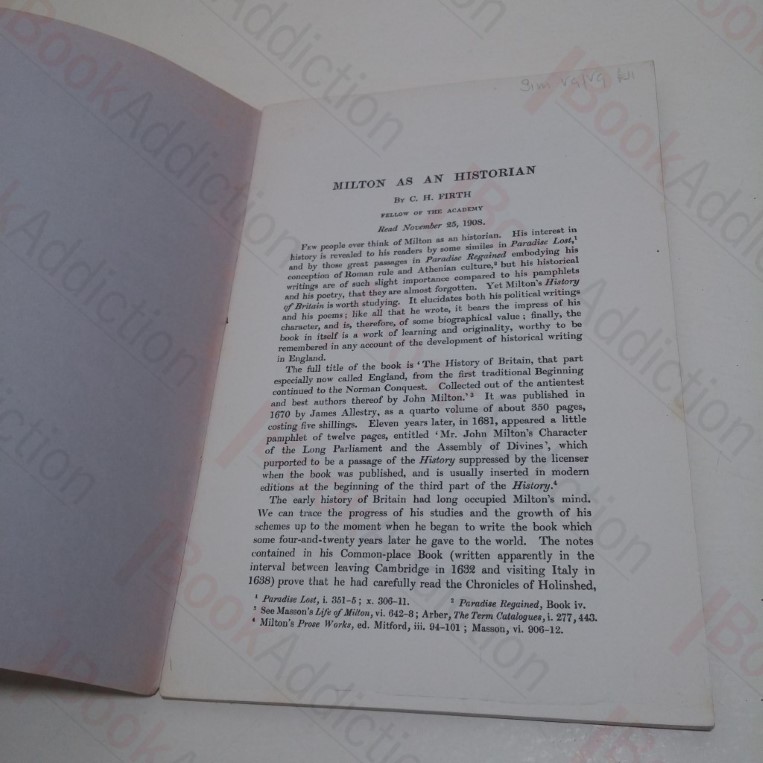 MILTON AS AN HISTORIAN
By C. H. FIRTH
FELLOW OF THE ACADEMY
Read November 25, 1908.
Few people ever think of Milton as an historian. His interest in
history is revealed to his readers by some similes in Paradise Lost,¹
and by those great passages in Paradise Regained embodying his
conception of Roman rule and Athenian culture,² but his historical
writings are of such slight importance compared to his pamphlets
and his poetry, that they are almost forgotten. Yet Milton's History
of Britain is worth studying. It elucidates both his political writings
and his poems; like all that he wrote, it bears the impress of his
character, and is, therefore, of some biographical value; finally, the
book in itself is a work of learning and originality, worthy to be
remembered in any account of the development of historical writing
in England.
The full title of the book is 'The History of Britain, that part
especially now called England, from the first traditional Beginning
continued to the Norman Conquest. Collected out of the antientest
and best authors thereof by John Milton.'³ It was published in
1670 by James Allestry, as a quarto volume of about 350 pages,
costing five shillings. Eleven years later, in 1681, appeared a little
pamphlet of twelve pages, entitled 'Mr. John Milton's Character
of the Long Parliament and the Assembly of Divines', which
purported to be a passage of the History suppressed by the licenser
when the book was published, and is usually inserted in modern
editions at the beginning of the third part of the History.⁴
The early history of Britain had long occupied Milton's mind.
We can trace the progress of his studies and the growth of his
schemes up to the moment when he began to write the book which
some four-and-twenty years later he gave to the world. The notes
contained in his Common-place Book (written apparently in the
interval between leaving Cambridge in 1632 and visiting Italy in
1638) prove that he had carefully read the Chronicles of Holinshed,
¹ Paradise Lost, i. 351-5; x. 306-11. ² Paradise Regained, Book iv.
³ See Masson's Life of Milton, vi. 642-8; Arber, The Term Catalogues, i. 277, 443.
⁴ Milton's Prose Works, ed. Mitford, iii. 94-101; Masson, vi. 906-12.
iBookAddiction